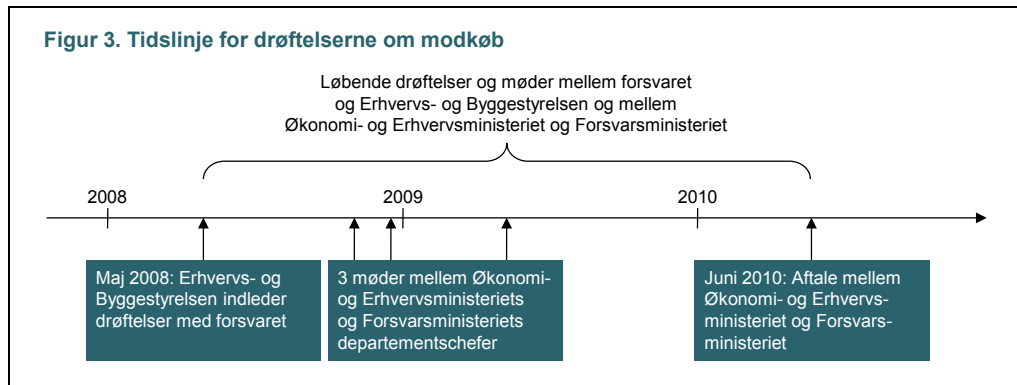 Figur 3. Tidslinje for drøftelserne om modkøb
Løbende drøftelser og møder mellem forsvaret
og Erhvervs- og Byggestyrelsen og mellem
Økonomi- og Erhvervsministeriet og Forsvarsministeriet
2008
2009
2010
Maj 2008: Erhvervs- og
Byggestyrelsen indleder
drøftelser med forsvaret
3 møder mellem Økonomi-
og Erhvervsministeriets
og Forsvarsministeriets
departementschefer
Juni 2010: Aftale mellem
Økonomi- og Erhvervs-
ministeriet og Forsvars-
ministeriet